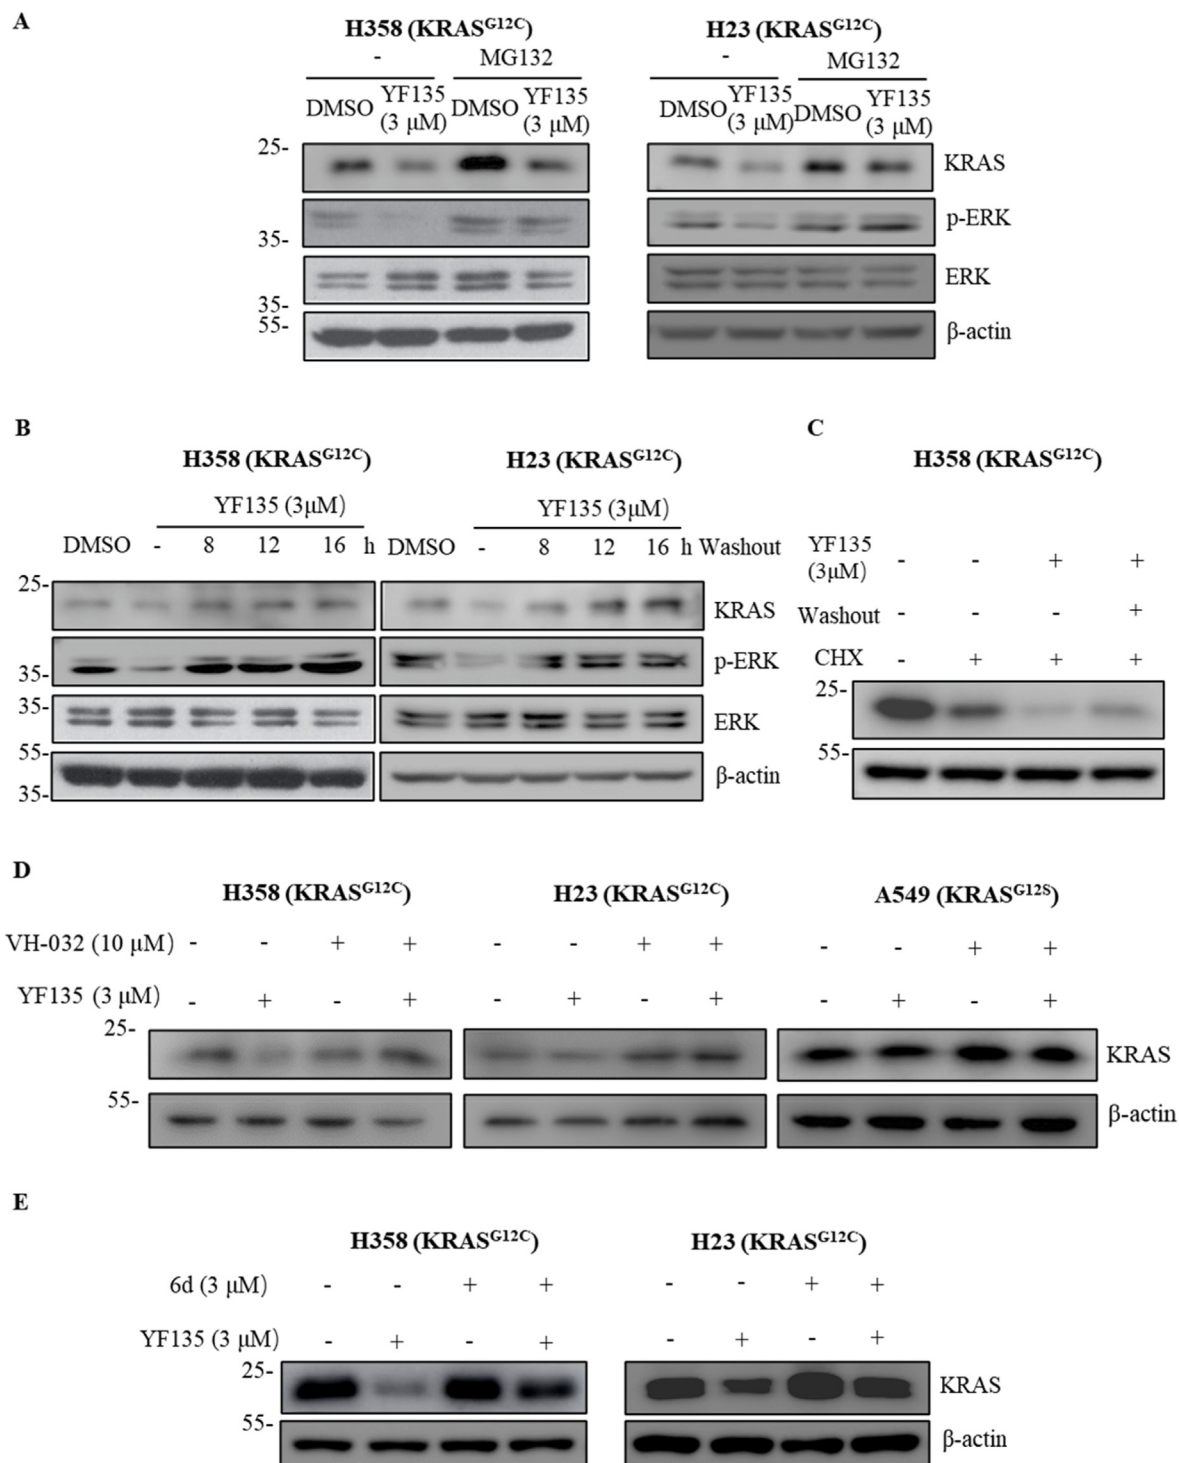 A
H358 (KRASG12C) H23 (KRASG12C)
- MG132 - MG132
DMSO YF135 (3 μM) DMSO YF135 (3 μM) DMSO YF135 (3 μM) DMSO YF135 (3 μM)
25- KRAS
35- p-ERK
35- ERK
55- β-actin
B
H358 (KRASG12C) H23 (KRASG12C)
YF135 (3μM) YF135 (3μM)
DMSO - 8 12 16 h DMSO - 8 12 16 h Washout
25- KRAS
35- p-ERK
35- ERK
55- β-actin
35-
C
H358 (KRASG12C)
YF135 (3μM) - - + +
Washout - - - +
CHX - + + +
25-
55-
D
H358 (KRASG12C) H23 (KRASG12C) A549 (KRASG12S)
VH-032 (10 μM) - - + + - - + + - - + +
YF135 (3 μM) - + - + - + - + - + - +
25- KRAS
55- β-actin
E
H358 (KRASG12C) H23 (KRASG12C)
6d (3 μM) - - + + - - + +
YF135 (3 μM) - + - + - + - +
25- KRAS
55- β-actin